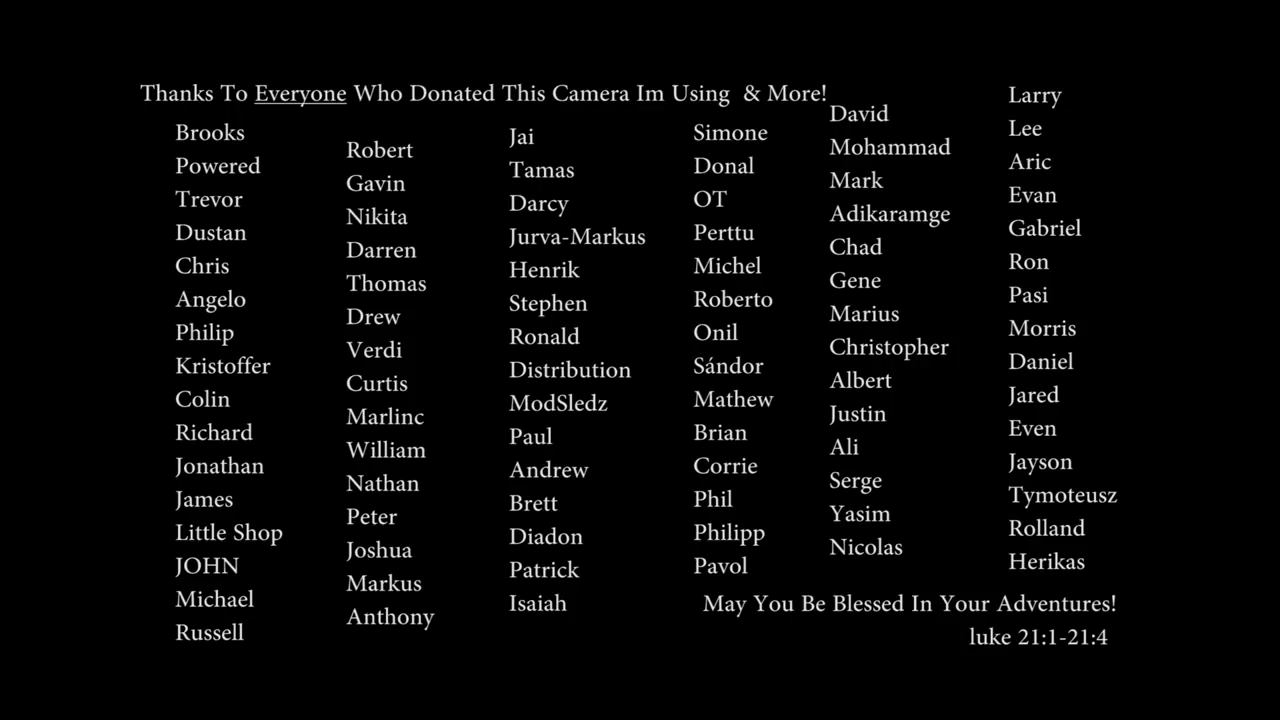 Thanks To Everyone Who Donated This Camera Im Using & More!
Brooks
Powered
Trevor
Dustan
Chris
Angelo
Philip
Kristoffer
Colin
Richard
Jonathan
James
Little Shop
JOHN
Michael
Russell
Robert
Gavin
Nikita
Darren
Thomas
Drew
Verdi
Curtis
Marlinc
William
Nathan
Peter
Joshua
Markus
Anthony
Jai
Tamas
Darcy
Jurva-Markus
Henrik
Stephen
Ronald
Distribution
ModSledz
Paul
Andrew
Brett
Diadon
Patrick
Isaiah
Simone
Donal
OT
Perttu
Michel
Roberto
Onil
Sándor
Mathew
Brian
Corrie
Phil
Philipp
Pavol
David
Mohammad
Mark
Adikaramge
Chad
Gene
Marius
Christopher
Albert
Justin
Ali
Serge
Yasim
Nicolas
Larry
Lee
Aric
Evan
Gabriel
Ron
Pasi
Morris
Daniel
Jared
Even
Jayson
Tymoteusz
Rolland
Herikas
May You Be Blessed In Your Adventures!
luke 21:1-21:4